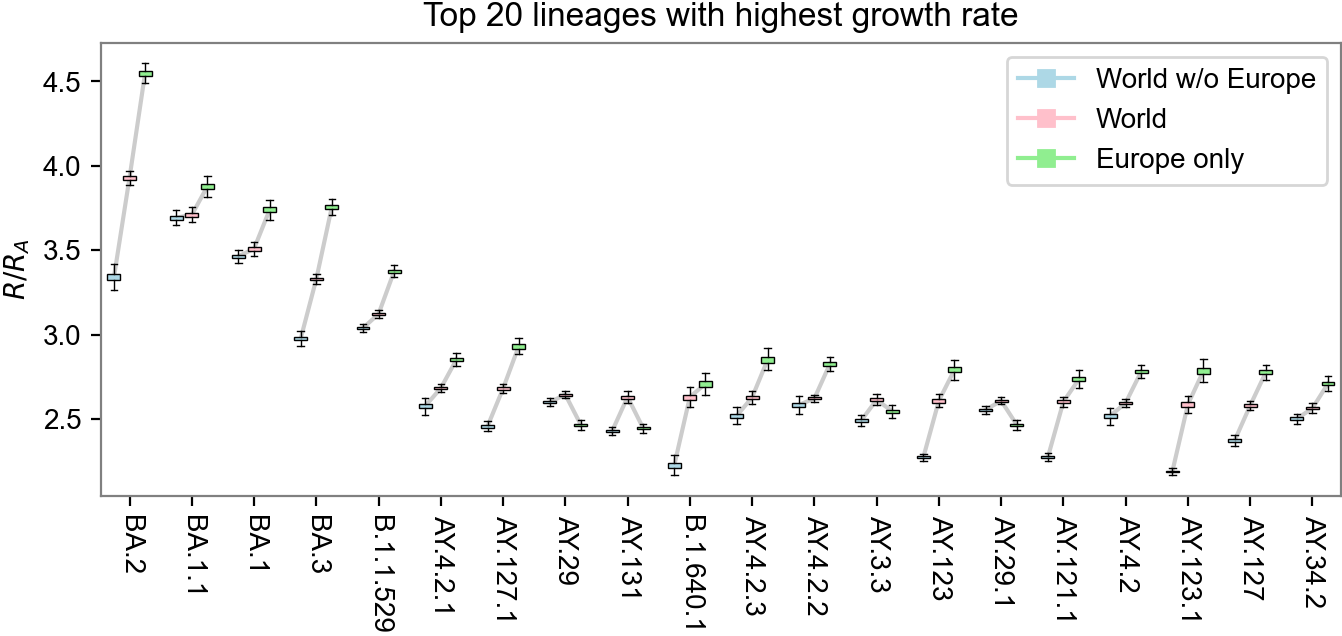 Top 20 lineages with highest growth rate
R/R_A
4.5
4.0
3.5
3.0
2.5
World w/o Europe
World
Europe only
BA.2
BA.1.1
BA.1
BA.3
B.1.1.529
AY.4.2.1
AY.127.1
AY.29
AY.131
B.1.640.1
AY.4.2.3
AY.4.2.2
AY.3.3
AY.123
AY.29.1
AY.121.1
AY.4.2
AY.123.1
AY.127
AY.34.2